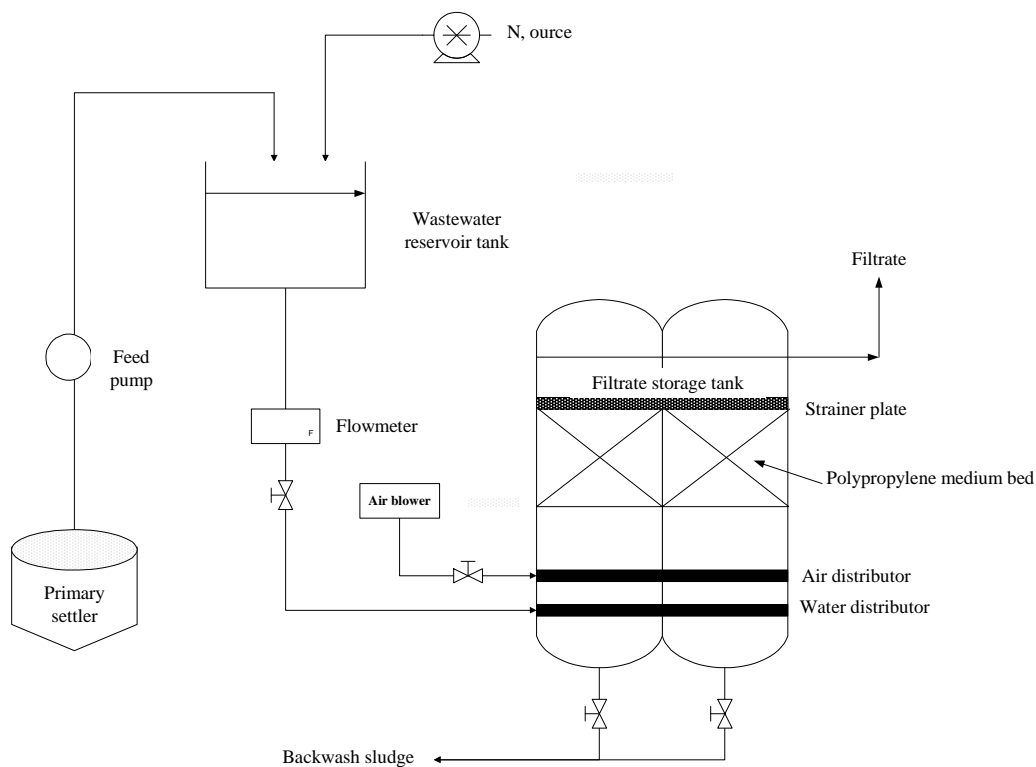 N, ource
Wastewater
reservoir tank
Filtrate
Feed
pump
Filtrate storage tank
Strainer plate
Flowmeter
F
Polypropylene medium bed
Air blower
Primary
settler
Air distributor
Water distributor
Backwash sludge